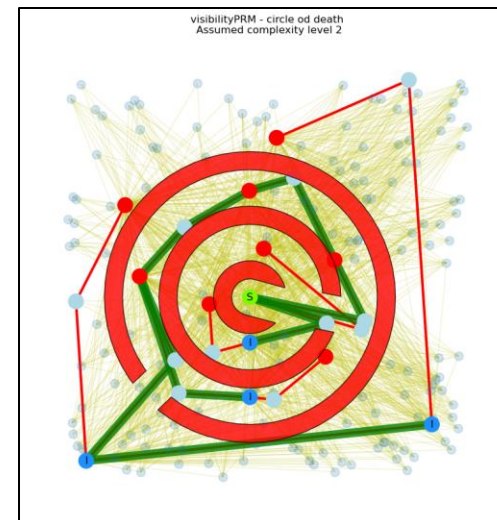 visibilityPRM - circle od death
Assumed complexity level 2
S
I
I
I
I